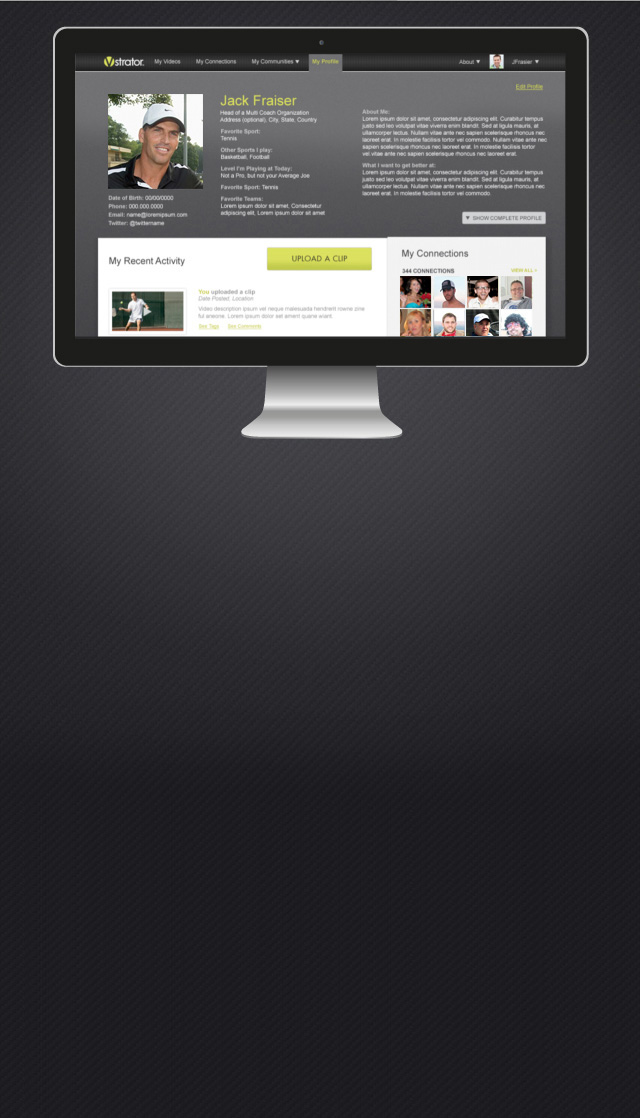 Vstrator.
My Videos
My Connections
My Communities
My Profile
About
JFrasier
Edit Profile
Jack Fraiser
Head of a Multi Coach Organization
Address (optional), City, State, Country
Favorite Sport:
Tennis
Other Sports I play:
Basketball, Football
Level I'm Playing at Today:
Not a Pro, but not your Average Joe
Favorite Sport: Tennis
Favorite Teams:
Lorem ipsum dolor sit amet, Consectetur
adipiscing elit, Lorem ipsum dolor sit amet
Date of Birth: 00/00/0000
Phone: 000.000.0000
Email: name@loremipsum.com
Twitter: @twittername
About Me:
Lorem ipsum dolor sit amet, consectetur adipiscing elit. Curabitur tempus
justo sed leo volutpat vitae viverra enim blandit. Sed at ligula mauris, at
ullamcorper lectus. Nullam vitae ante nec sapien scelerisque rhoncus nec
laoreet erat. In molestie facilisis tortor vel commodo. Nullam vitae ante nec
sapien scelerisque rhoncus nec laoreet erat. In molestie facilisis tortor
vel vitae ante nec sapien scelerisque rhoncus nec laoreet erat.
What I want to get better at:
Lorem ipsum dolor sit amet, consectetur adipiscing elit. Curabitur tempus
justo sed leo volutpat vitae viverra enim blandit. Sed at ligula mauris, at
ullamcorper lectus. Nullam vitae ante nec sapien scelerisque rhoncus nec
laoreet erat. In molestie facilisis tortor vel commodo
SHOW COMPLETE PROFILE
My Recent Activity
UPLOAD A CLIP
You uploaded a clip
Date Posted, Location
Video description ipsum vel neque malesuada hendrerit viverra zine
ful aneone. Lorem ipsum dolor set ament quane eliant.
See Tags
See Comments
My Connections
344 CONNECTIONS
VIEW ALL >